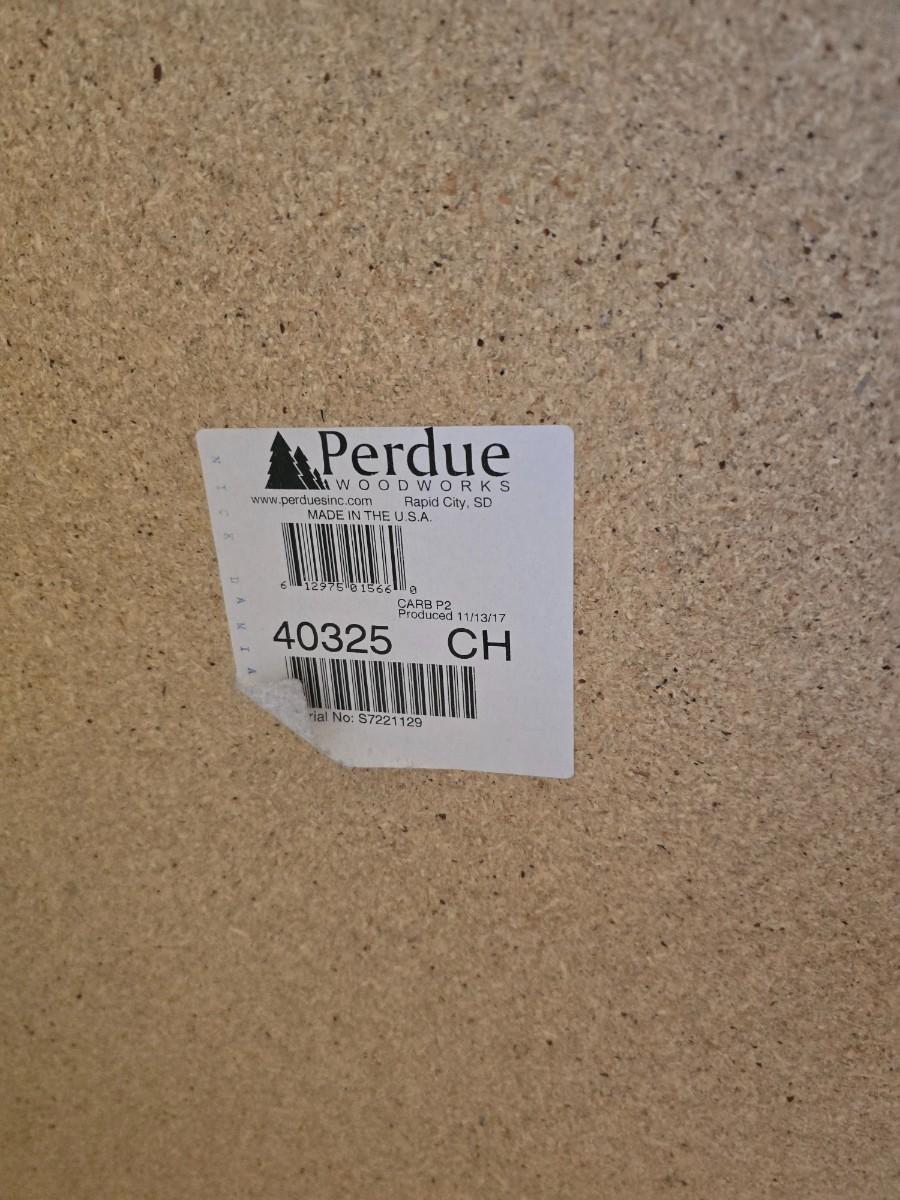 Perdue
WOODWORKS
www.perduesinc.com Rapid City, SD
MADE IN THE U.S.A.
6 12975 01566 0
CARB P2
Produced 11/13/17
40325 CH
rial No: S7221129